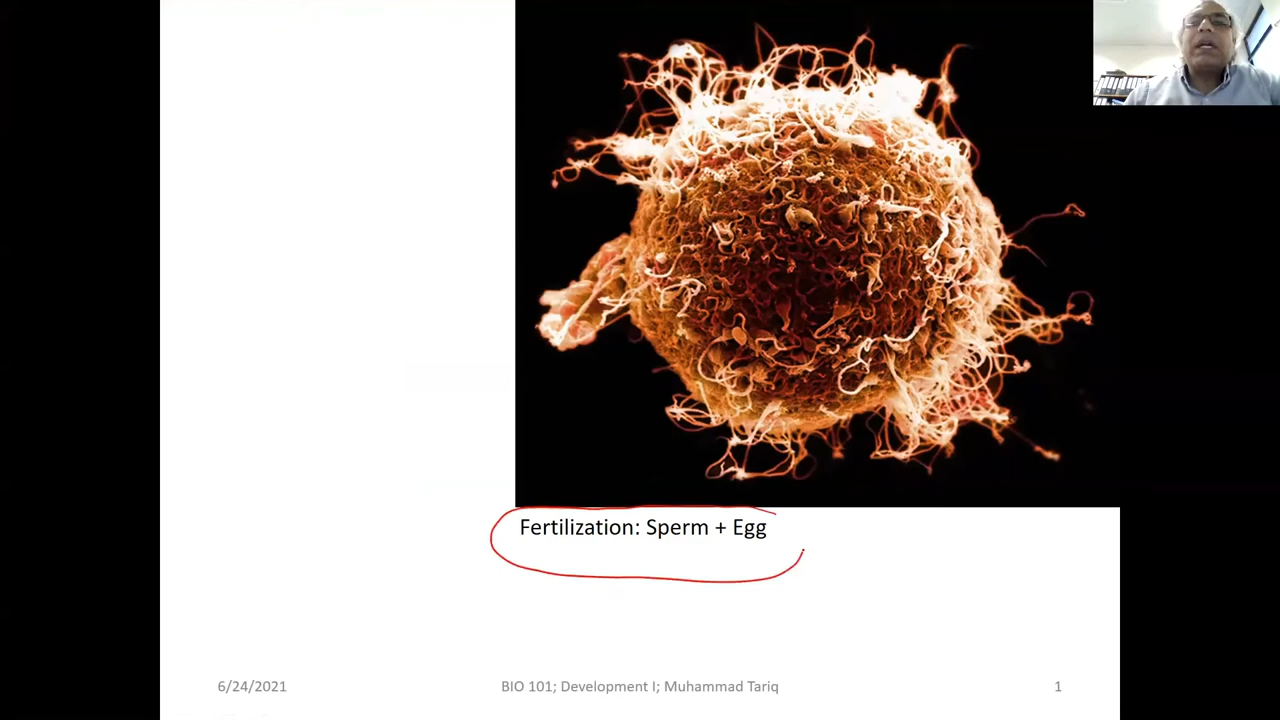 Fertilization: Sperm + Egg
6/24/2021
BIO 101; Development I; Muhammad Tariq
1